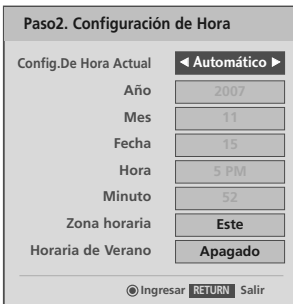 Paso2. Configuración de Hora
Config.De Hora Actual ◀ Automático ▶
Año 2007
Mes 11
Fecha 15
Hora 5 PM
Minuto 52
Zona horaria Este
Horaria de Verano Apagado
Ingresar RETURN Salir